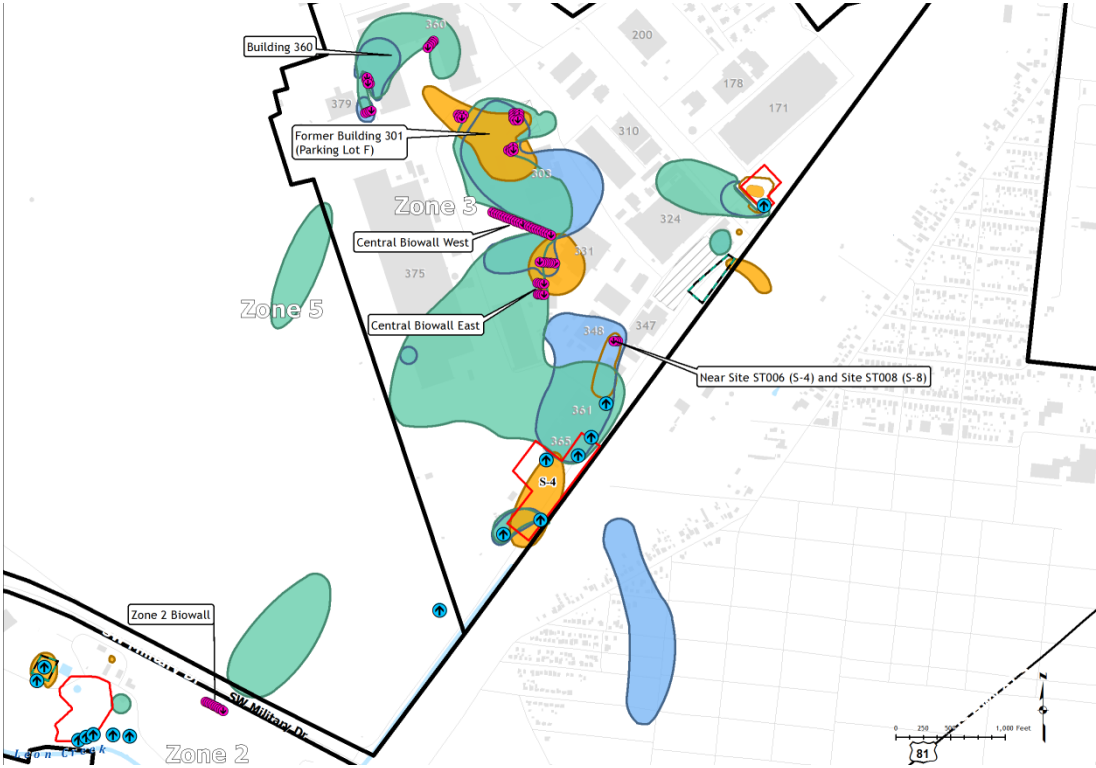 360
200
Building 360
178
171
379
310
Former Building 301
(Parking Lot F)
303
Zone 3
324
Central Biowall West
331
375
Zone 5
Central Biowall East
348
347
Near Site ST006 (S-4) and Site ST008 (S-8)
361
365
S-4
Zone 2 Biowall
SW Military Dr
SW Military Dr
N
0 250 500 1,000 Feet
Leon Creek
Zone 2
81